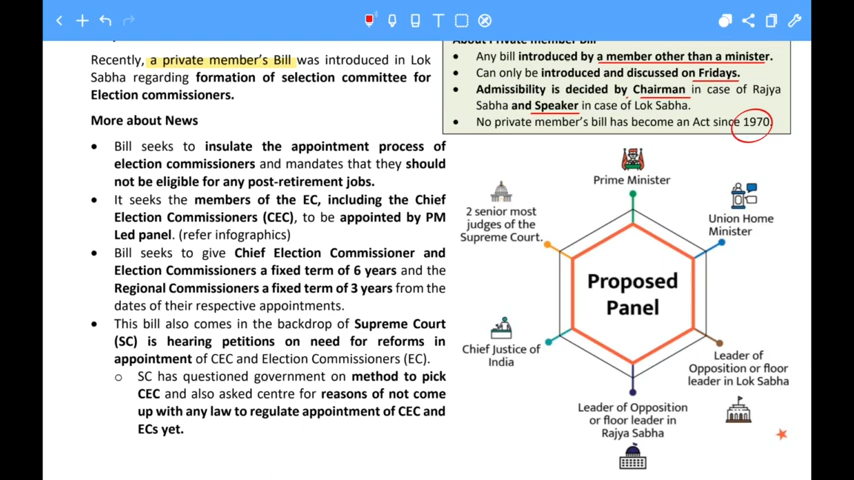 Recently, a private member's Bill was introduced in Lok
Sabha regarding formation of selection committee for
Election commissioners.
More about News
• Bill seeks to insulate the appointment process of
election commissioners and mandates that they should
not be eligible for any post-retirement jobs.
• It seeks the members of the EC, including the Chief
Election Commissioners (CEC), to be appointed by PM
Led panel. (refer infographics)
• Bill seeks to give Chief Election Commissioner and
Election Commissioners a fixed term of 6 years and the
Regional Commissioners a fixed term of 3 years from the
dates of their respective appointments.
• This bill also comes in the backdrop of Supreme Court
(SC) is hearing petitions on need for reforms in
appointment of CEC and Election Commissioners (EC).
o SC has questioned government on method to pick
CEC and also asked centre for reasons of not come
up with any law to regulate appointment of CEC and
ECs yet.
About Private member Bill
• Any bill introduced by a member other than a minister.
• Can only be introduced and discussed on Fridays.
• Admissibility is decided by Chairman in case of Rajya
Sabha and Speaker in case of Lok Sabha.
• No private member's bill has become an Act since 1970.
Prime Minister
2 senior most
judges of the
Supreme Court.
Union Home
Minister
Proposed
Panel
Chief Justice of
India
Leader of
Opposition or floor
leader in Lok Sabha
Leader of Opposition
or floor leader in
Rajya Sabha